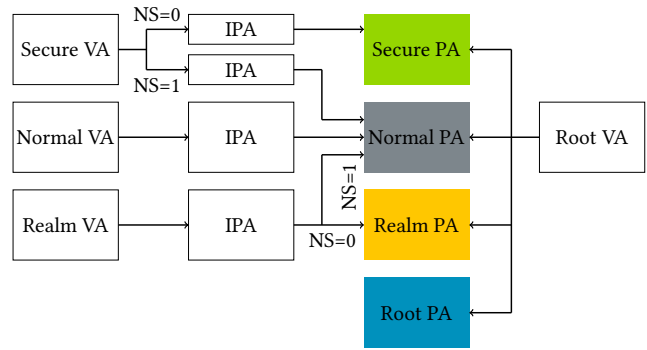 NS=0
Secure VA
IPA
Secure PA
IPA
NS=1
Normal VA
IPA
Normal PA
Root VA
NS=1
Realm VA
IPA
NS=0
Realm PA
Root PA